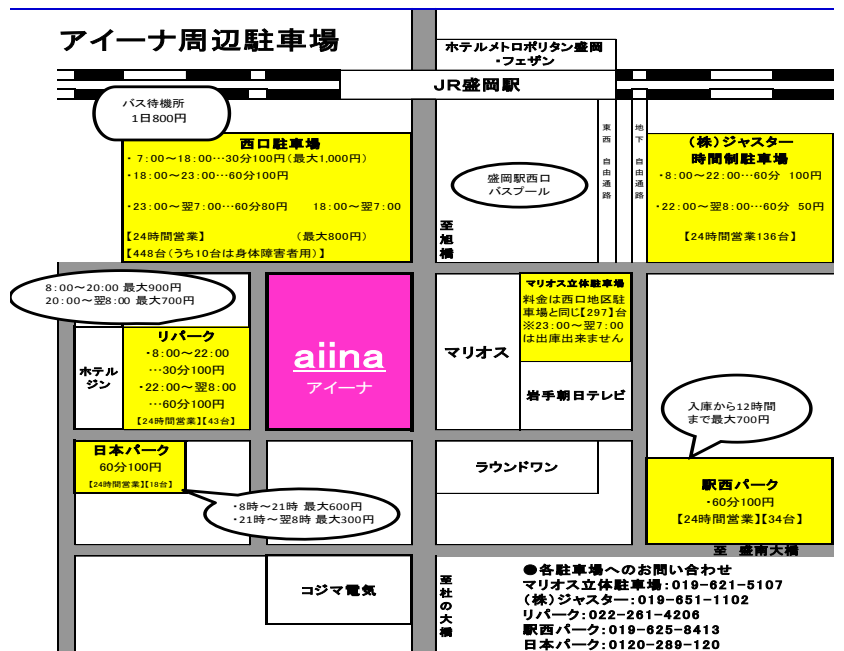 アイーナ周辺駐車場
ホテルメトロポリタン盛岡
・フェザン
JR盛岡駅
バス待機所
1日800円
西口駐車場
・ 7:00～18:00…30分100円（最大1,000円）
・18:00～23:00…60分100円
・23:00～翌7:00…60分80円　18:00～翌7:00
【24時間営業】　（最大800円）
【448台（うち10台は身体障害者用）】
盛岡駅西口
バスプール
東西　自由通路
地下　自由通路
（株）ジャスター
時間制駐車場
・8:00～22:00…60分 100円
・22:00～翌8:00…60分 50円
【24時間営業136台】
至旭橋
8:00～20:00 最大900円
20:00～翌8:00 最大700円
リパーク
・8:00～22:00
…30分100円
・22:00～翌8:00
…60分100円
【24時間営業】【43台】
ホテル
ジン
aiina
アイーナ
マリオス
マリオス立体駐車場
料金は西口地区駐
車場と同じ【297】台
※23:00～翌7:00
は出庫出来ません
岩手朝日テレビ
入庫から12時間
まで最大700円
日本パーク
60分100円
【24時間営業】【18台】
・8時～21時 最大600円
・21時～翌8時 最大300円
ラウンドワン
駅西パーク
・60分100円
【24時間営業】【34台】
至 盛南大橋
コジマ電気
至杜の大橋
●各駐車場へのお問い合わせ
マリオス立体駐車場：019-621-5107
（株）ジャスター：019-651-1102
リパーク：022-261-4206
駅西パーク：019-625-8413
日本パーク：0120-289-120